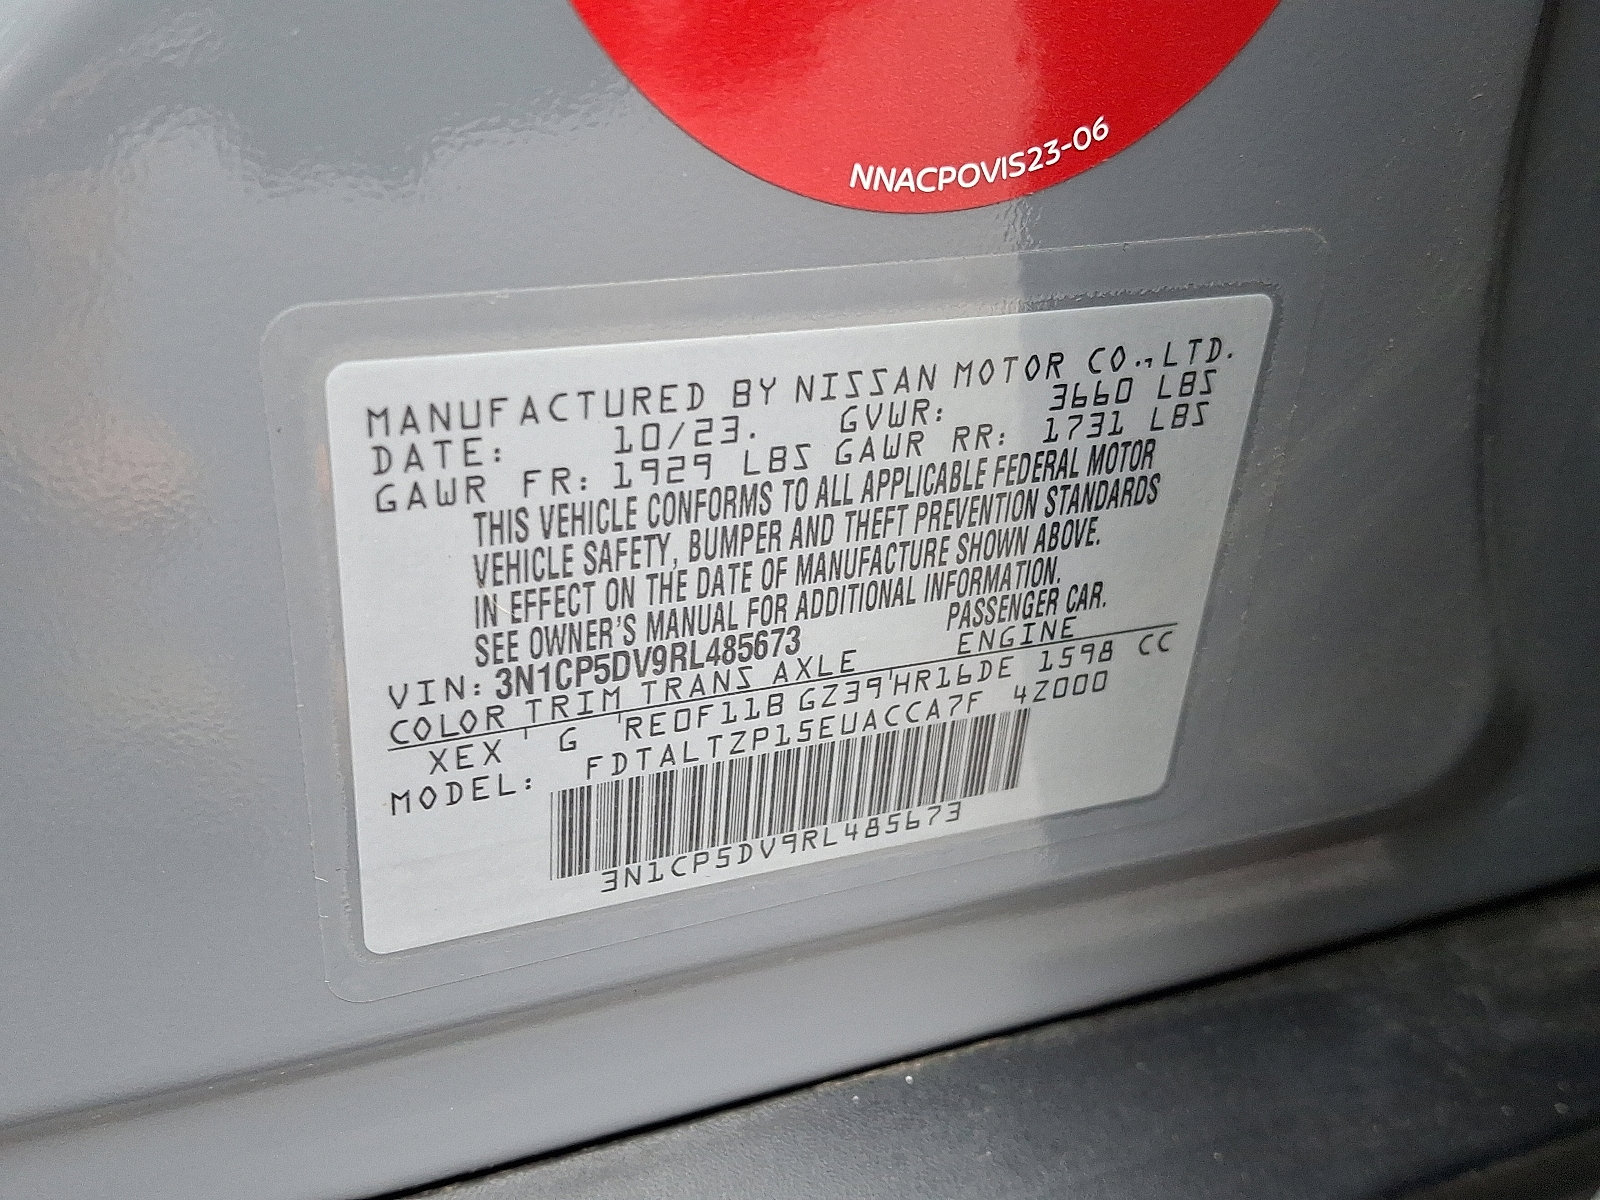 NNACPOVIS23-06
MANUFACTURED BY NISSAN MOTOR CO.,LTD.
DATE: 10/23. GVWR: 3660 LBS
GAWR FR: 1929 LBS GAWR RR: 1731 LBS
THIS VEHICLE CONFORMS TO ALL APPLICABLE FEDERAL MOTOR
VEHICLE SAFETY, BUMPER AND THEFT PREVENTION STANDARDS
IN EFFECT ON THE DATE OF MANUFACTURE SHOWN ABOVE.
SEE OWNER'S MANUAL FOR ADDITIONAL INFORMATION.
VIN: 3N1CP5DV9RL485673 PASSENGER CAR.
COLOR TRIM TRANS AXLE ENGINE
XEX ' G 'RE0F11B GZ39'HR16DE 1598 CC
MODEL: FDTALTZP15EUACCA7F 4Z000
3N1CP5DV9RL485673